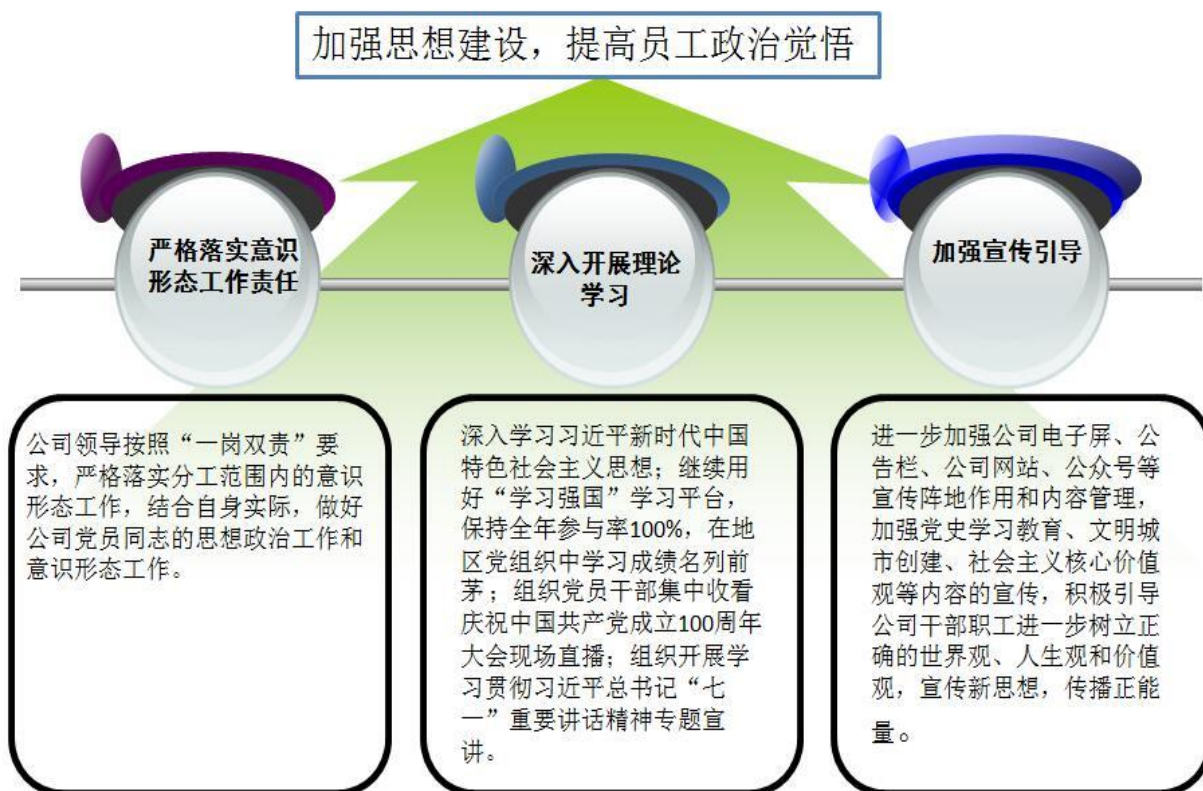 加强思想建设，提高员工政治觉悟
严格落实意识
形态工作责任
深入开展理论
学习
加强宣传引导
公司领导按照“一岗双责”要
求，严格落实分工范围内的意识
形态工作，结合自身实际，做好
公司党员同志的思想政治工作和
意识形态工作。
深入学习习近平新时代中国
特色社会主义思想；继续用
好“学习强国”学习平台，
保持全年参与率100%，在地
区党组织中学习成绩名列前
茅；组织党员干部集中收看
庆祝中国共产党成立100周年
大会现场直播；组织开展学
习贯彻习近平总书记“七
一”重要讲话精神专题宣
讲。
进一步加强公司电子屏、公
告栏、公司网站、公众号等
宣传阵地作用和内容管理，
加强党史学习教育、文明城
市创建、社会主义核心价值
观等内容的宣传，积极引导
公司干部职工进一步树立正
确的世界观、人生观和价值
观，宣传新思想，传播正能
量。